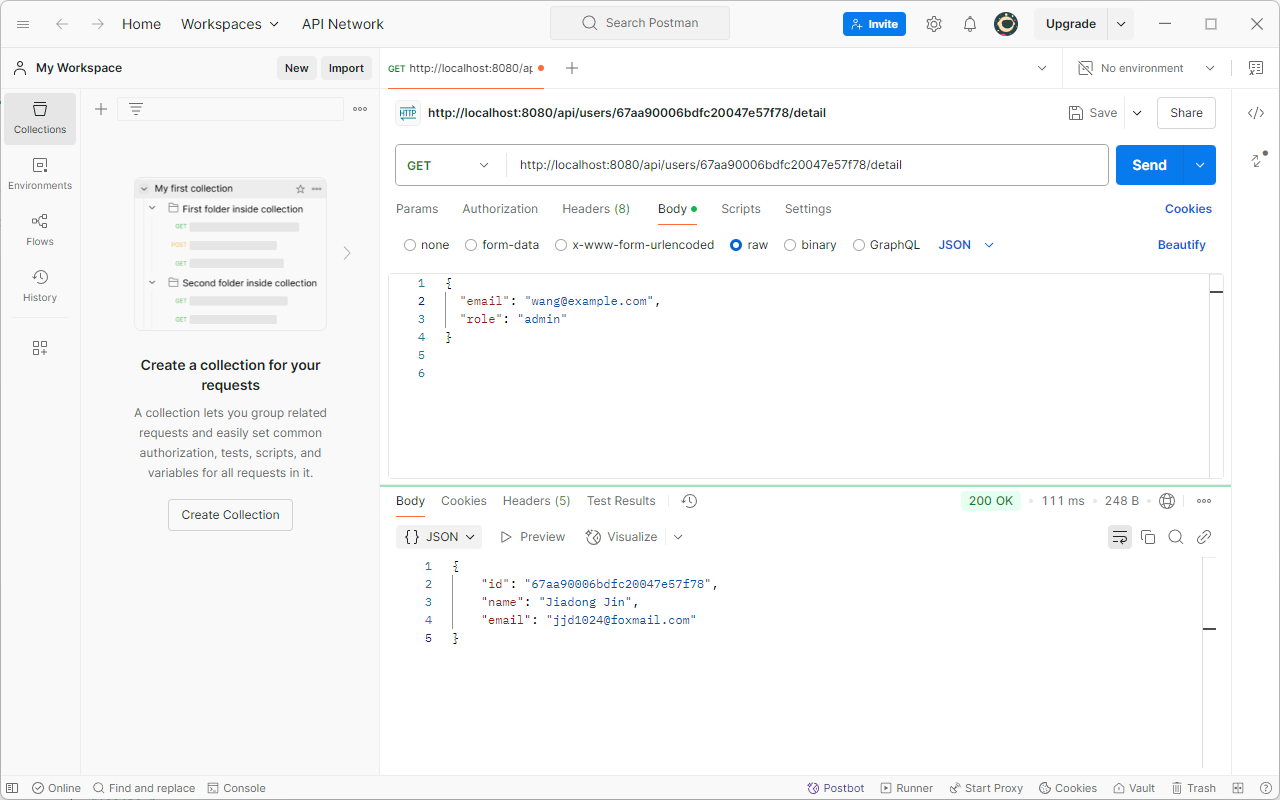 Home Workspaces API Network Search Postman Invite Upgrade
My Workspace New Import GET http://localhost:8080/ap No environment
Collections
Environments
Flows
History
My first collection
First folder inside collection
GET
POST
GET
Second folder inside collection
GET
GET
Create a collection for your
requests
A collection lets you group related
requests and easily set common
authorization, tests, scripts, and
variables for all requests in it.
Create Collection
HTTP http://localhost:8080/api/users/67aa90006bdfc20047e57f78/detail Save Share
GET http://localhost:8080/api/users/67aa90006bdfc20047e57f78/detail Send
Params Authorization Headers (8) Body Scripts Settings Cookies
none form-data x-www-form-urlencoded raw binary GraphQL JSON Beautify
1 {
2 "email": "wang@example.com",
3 "role": "admin"
4 }
5
6
Body Cookies Headers (5) Test Results 200 OK 111 ms 248 B
{} JSON Preview Visualize
1 {
2 "id": "67aa90006bdfc20047e57f78",
3 "name": "Jiadong Jin",
4 "email": "jjd1024@foxmail.com"
5 }
Online Find and replace Console Postbot Runner Start Proxy Cookies Vault Trash